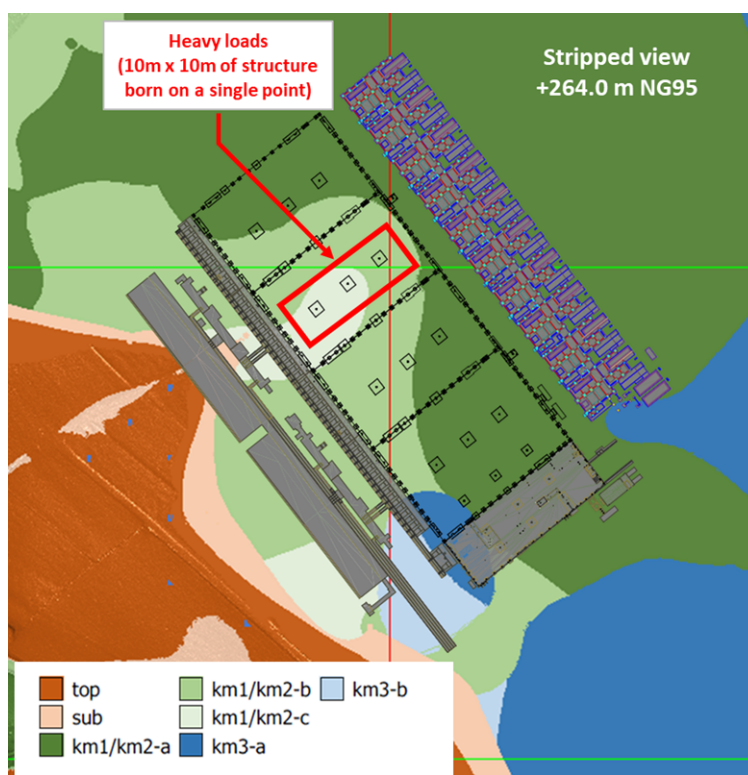 Heavy loads
(10m x 10m of structure
born on a single point)
Stripped view
+264.0 m NG95
top
sub
km1/km2-a
km1/km2-b
km1/km2-c
km3-a
km3-b